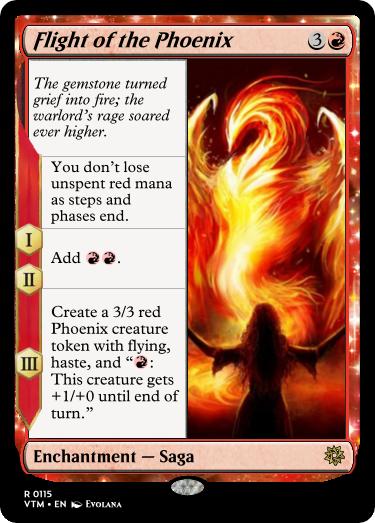 Flight of the Phoenix 3
The gemstone turned
grief into fire; the
warlord's rage soared
ever higher.
You don't lose
unspent red mana
as steps and
phases end.
I
Add .
II
Create a 3/3 red
Phoenix creature
token with flying,
haste, and “:
III
This creature gets
+1/+0 until end of
turn.”
Enchantment — Saga
R 0115
VTM • EN Evolana